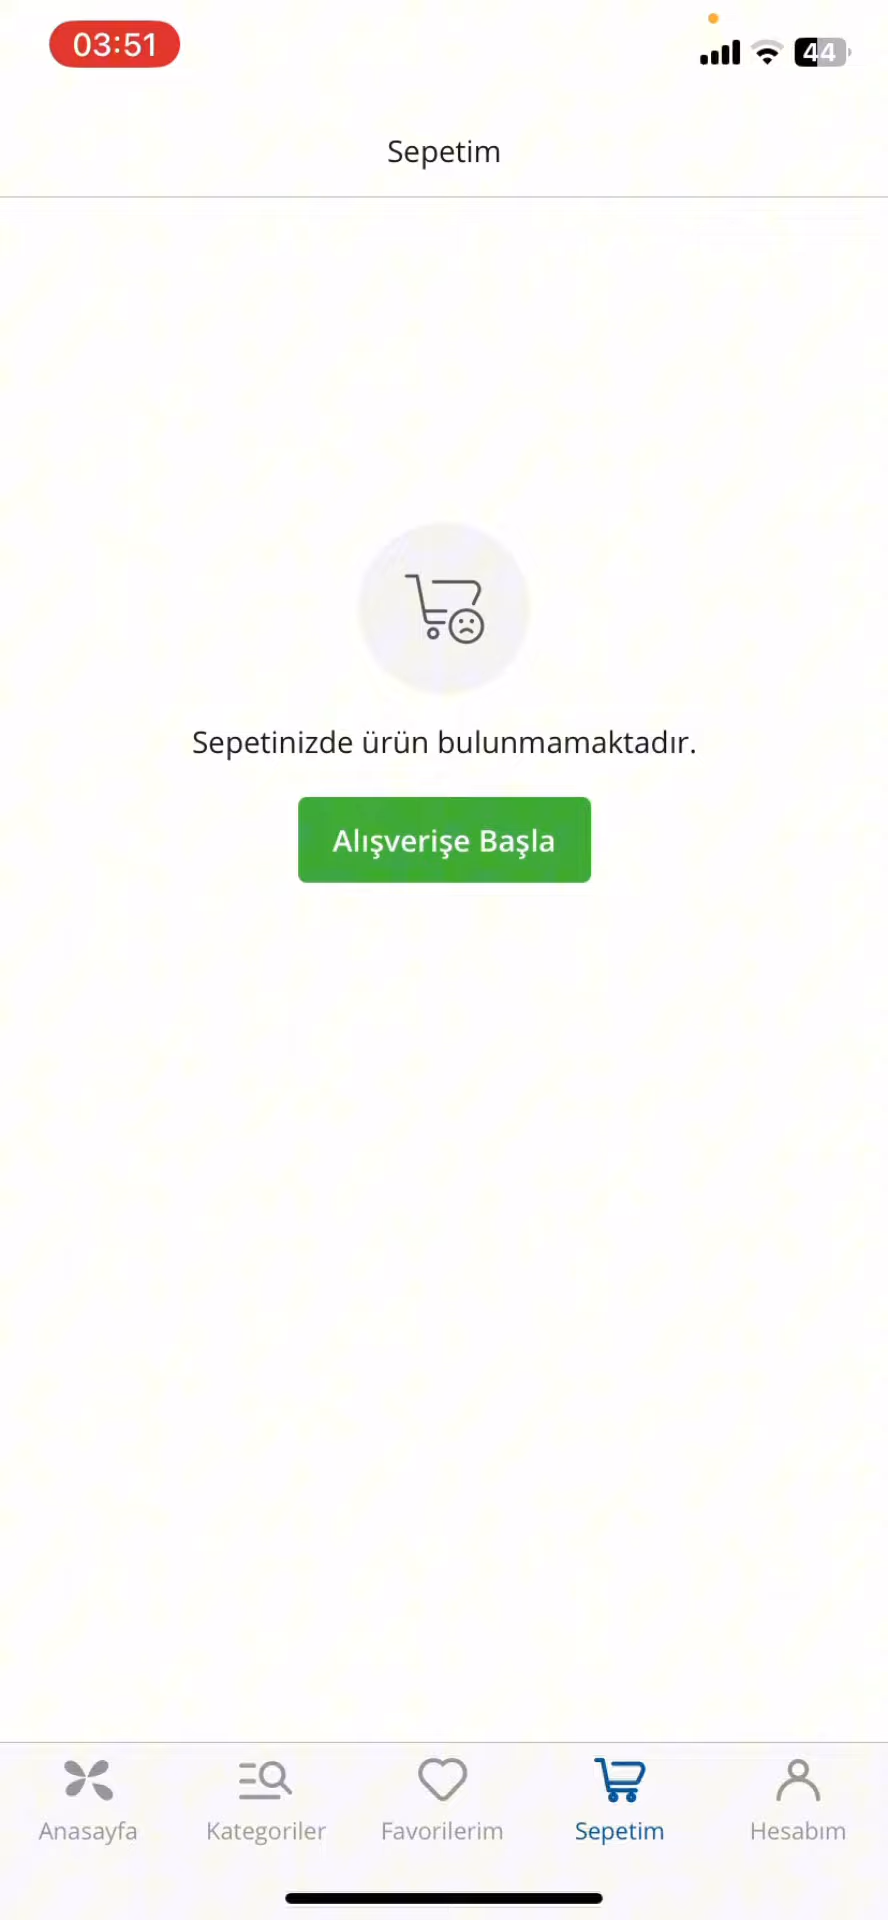 03:51
44
Sepetim
Sepetinizde ürün bulunmamaktadır.
Alışverişe Başla
Anasayfa
Kategoriler
Favorilerim
Sepetim
Hesabım